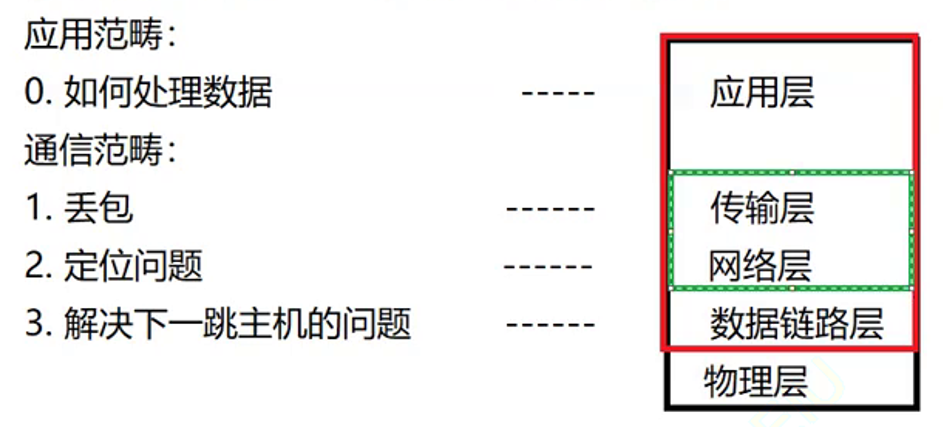 应用范畴：
0. 如何处理数据 ----- 应用层
通信范畴：
1. 丢包 ------ 传输层
2. 定位问题 ------ 网络层
3. 解决下一跳主机的问题 ------ 数据链路层
物理层